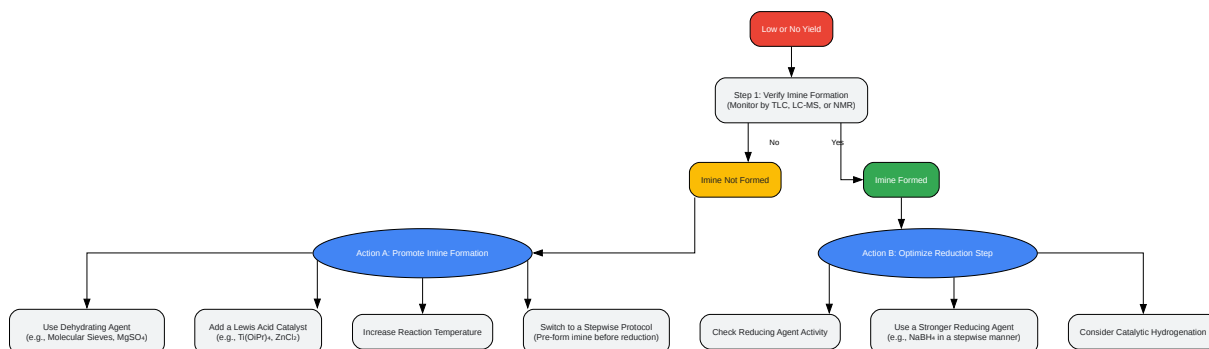 Low or No Yield
Step 1: Verify Imine Formation
(Monitor by TLC, LC-MS, or NMR)
No
Yes
Imine Not Formed
Imine Formed
Action A: Promote Imine Formation
Action B: Optimize Reduction Step
Use Dehydrating Agent
(e.g., Molecular Sieves, MgSO₄)
Add a Lewis Acid Catalyst
(e.g., Ti(OiPr)₄, ZnCl₂)
Increase Reaction Temperature
Switch to a Stepwise Protocol
(Pre-form imine before reduction)
Check Reducing Agent Activity
Use a Stronger Reducing Agent
(e.g., NaBH₄ in a stepwise manner)
Consider Catalytic Hydrogenation